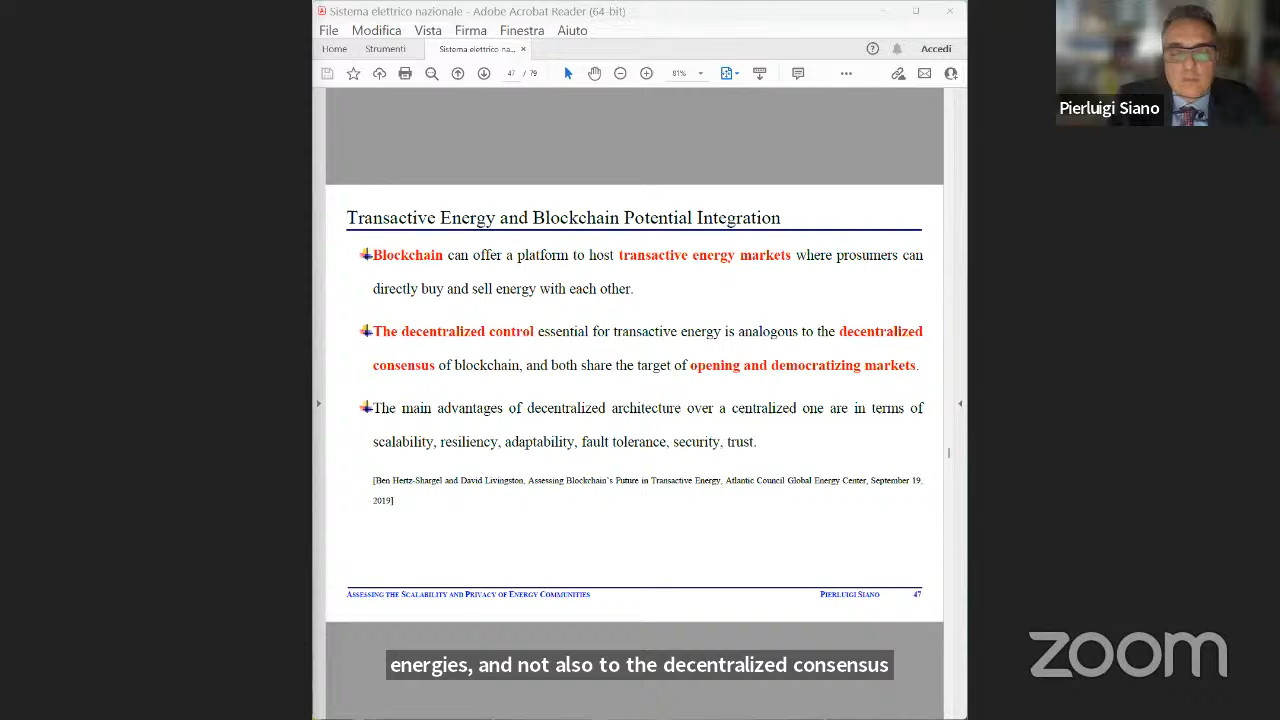 Sistema elettrico nazionale - Adobe Acrobat Reader (64-bit)
File Modifica Vista Firma Finestra Aiuto
Home Strumenti Sistema elettrico na... × Accedi
47 / 79 81%
Pierluigi Siano
Transactive Energy and Blockchain Potential Integration
Blockchain can offer a platform to host transactive energy markets where prosumers can
directly buy and sell energy with each other.
The decentralized control essential for transactive energy is analogous to the decentralized
consensus of blockchain, and both share the target of opening and democratizing markets.
The main advantages of decentralized architecture over a centralized one are in terms of
scalability, resiliency, adaptability, fault tolerance, security, trust.
[Ben Hertz-Shargel and David Livingston, Assessing Blockchain's Future in Transactive Energy, Atlantic Council Global Energy Center, September 19,
2019]
ASSESSING THE SCALABILITY AND PRIVACY OF ENERGY COMMUNITIES PIERLUIGI SIANO 47
energies, and not also to the decentralized consensus
zoom